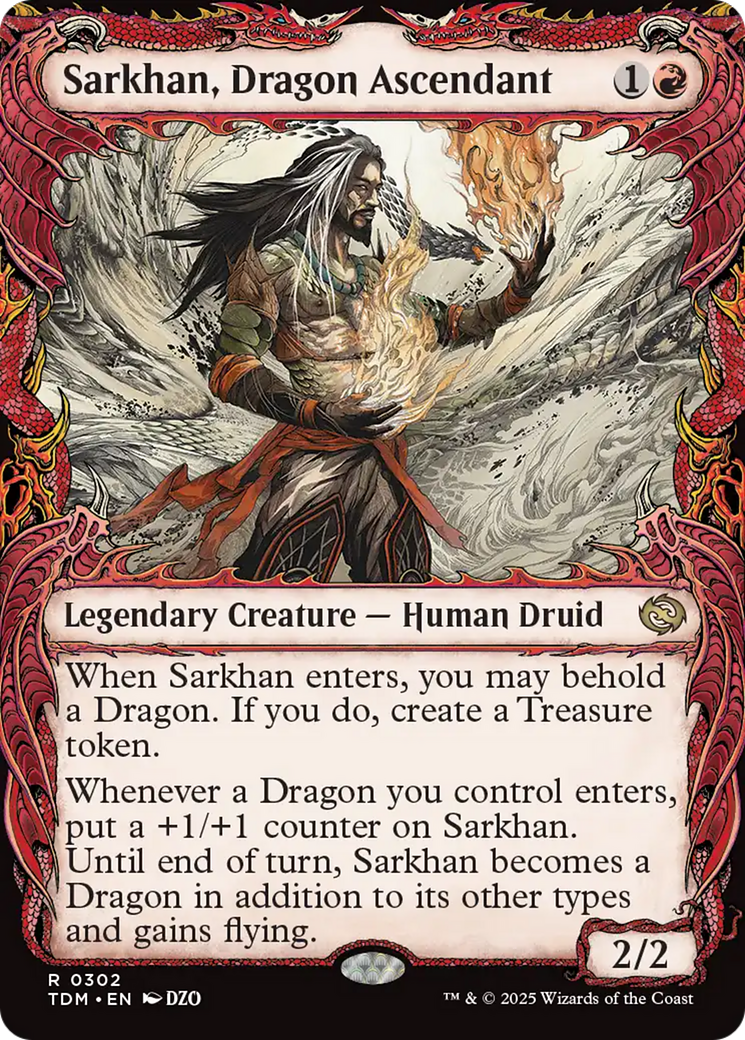 Sarkhan, Dragon Ascendant 1
Legendary Creature — Human Druid
When Sarkhan enters, you may behold
a Dragon. If you do, create a Treasure
token.
Whenever a Dragon you control enters,
put a +1/+1 counter on Sarkhan.
Until end of turn, Sarkhan becomes a
Dragon in addition to its other types
and gains flying.
2/2
R 0302
TDM • EN DZO
™ & © 2025 Wizards of the Coast